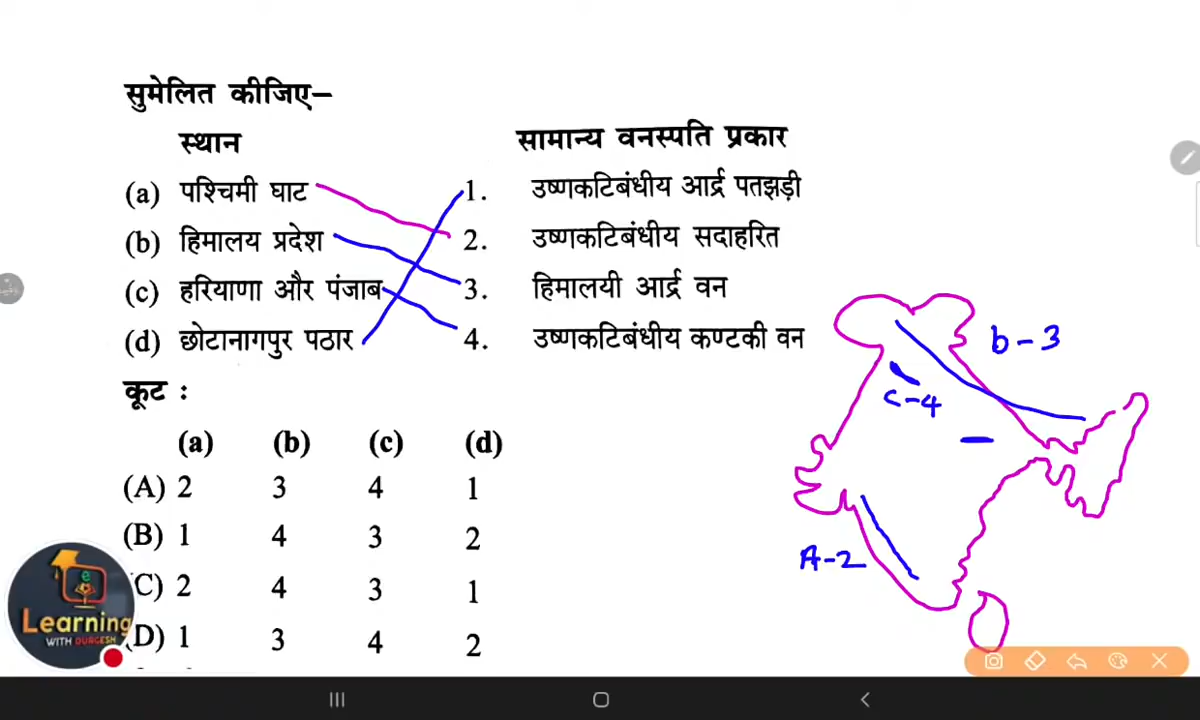 सुमेलित कीजिए–
स्थान सामान्य वनस्पति प्रकार
(a) पश्चिमी घाट 1. उष्णकटिबंधीय आर्द्र पतझड़ी
(b) हिमालय प्रदेश 2. उष्णकटिबंधीय सदाहरित
(c) हरियाणा और पंजाब 3. हिमालयी आर्द्र वन
(d) छोटानागपुर पठार 4. उष्णकटिबंधीय कण्टकी वन
b-3
c-4
A-2
कूट :
(a) (b) (c) (d)
(A) 2 3 4 1
(B) 1 4 3 2
(C) 2 4 3 1
(D) 1 3 4 2
e
Learning
WITH DURGESH